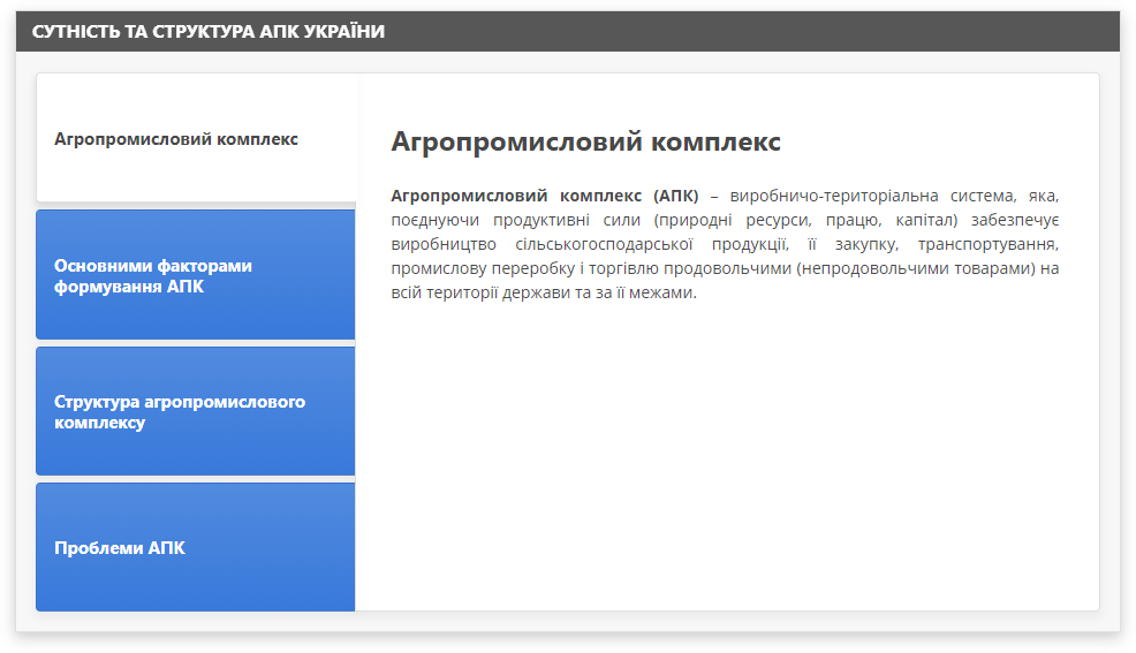 СУТНІСТЬ ТА СТРУКТУРА АПК УКРАЇНИ
Агропромисловий комплекс
Основними факторами
формування АПК
Структура агропромислового
комплексу
Проблеми АПК
Агропромисловий комплекс
Агропромисловий комплекс (АПК) – виробничо-територіальна система, яка,
поєднуючи продуктивні сили (природні ресурси, працю, капітал) забезпечує
виробництво сільськогосподарської продукції, її закупку, транспортування,
промислову переробку і торгівлю продовольчими (непродовольчими товарами) на
всій території держави та за її межами.